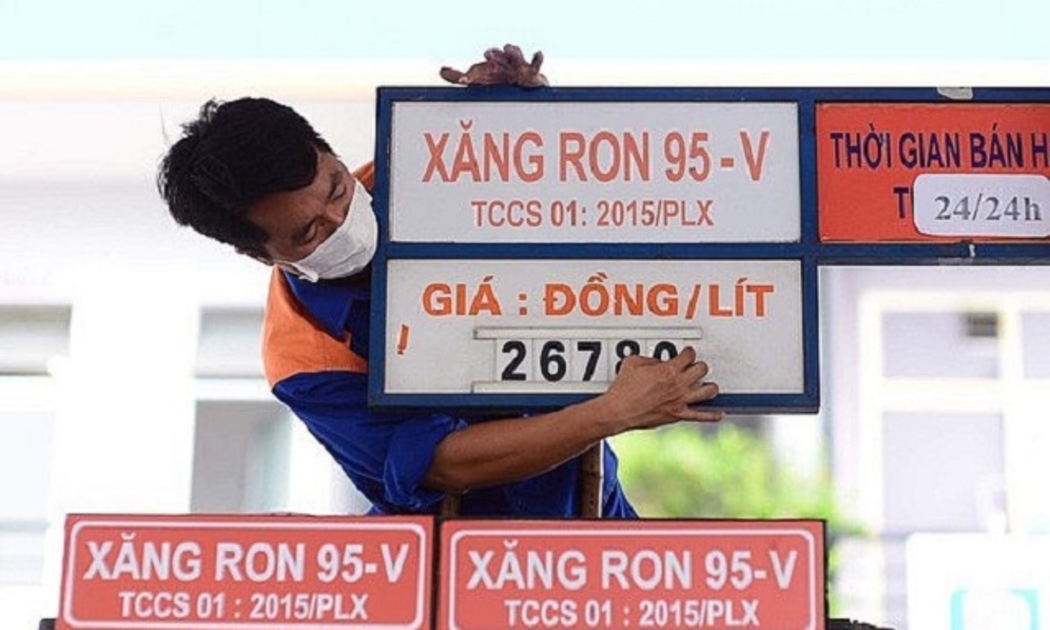 XĂNG RON 95-V
TCCS 01: 2015/PLX
THỜI GIAN BÁN
24/24h
GIÁ : ĐỒNG/LÍT
26780
XĂNG RON 95-V
TCCS 01 : 2015/PLX
XĂNG RON 95-V
TCCS 01 : 2015/PLX